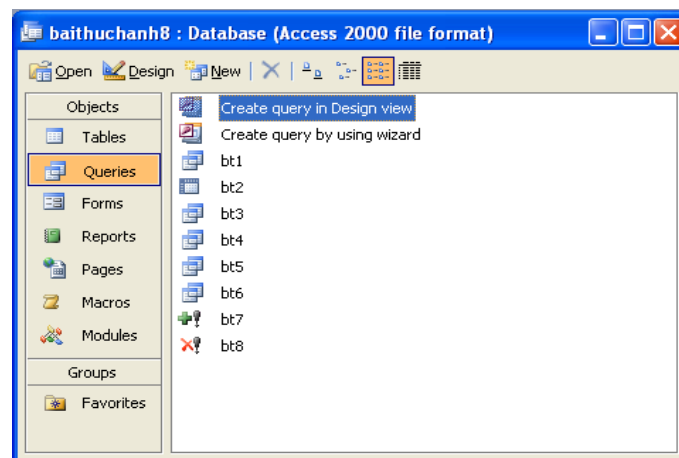 baithuchanh8 : Database (Access 2000 file format)
Open Design New
Objects
Tables
Queries
Forms
Reports
Pages
Macros
Modules
Groups
Favorites
Create query in Design view
Create query by using wizard
bt1
bt2
bt3
bt4
bt5
bt6
bt7
bt8